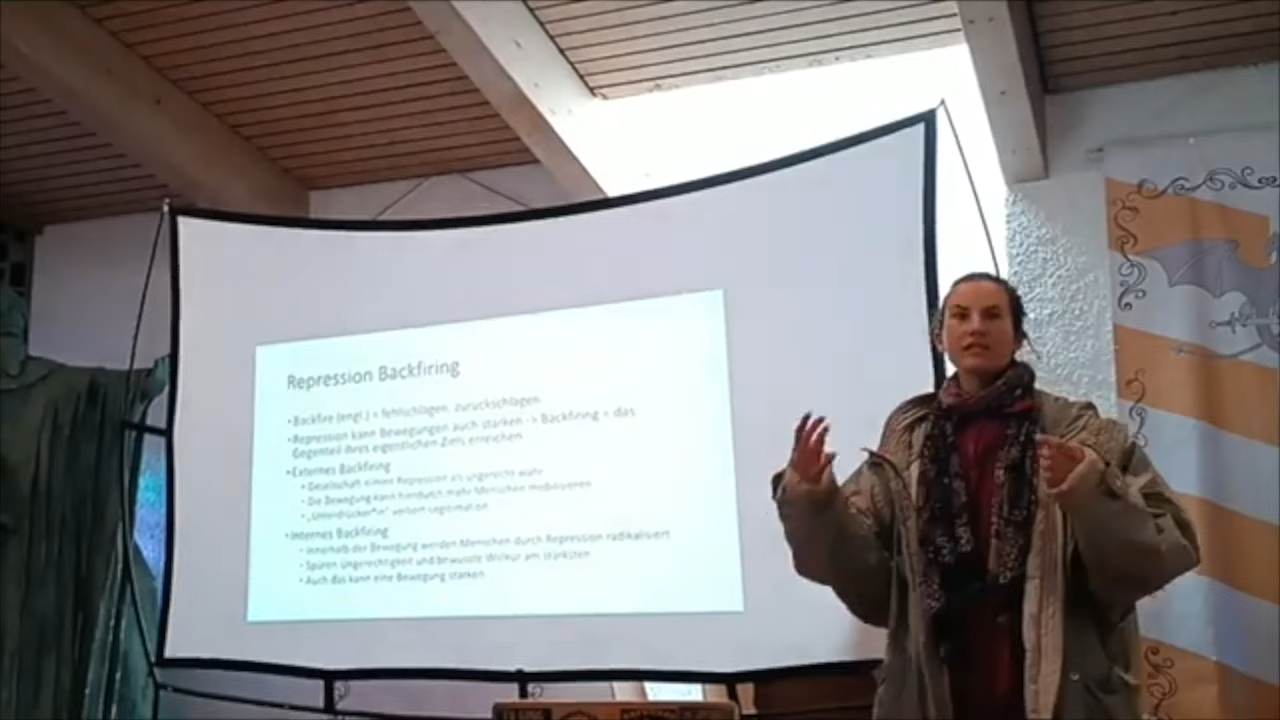 Repression Backfiring
• Backfire (engl.) = fehlschlagen, zurückschlagen
• Repression kann Bewegungen auch stärken -> Backfiring = das
Gegenteil ihres eigentlichen Ziels erreichen
• Externes Backfiring
• Gesellschaft nimmt Repression als ungerecht wahr
• Die Bewegung kann hierdurch mehr Menschen mobilisieren
• „Unterdrücker*in" verliert Legitimation
• Internes Backfiring
• Innerhalb der Bewegung werden Menschen durch Repression radikalisiert
• Spüren Ungerechtigkeit und bewusste Willkür am stärksten
• Auch das kann eine Bewegung stärken